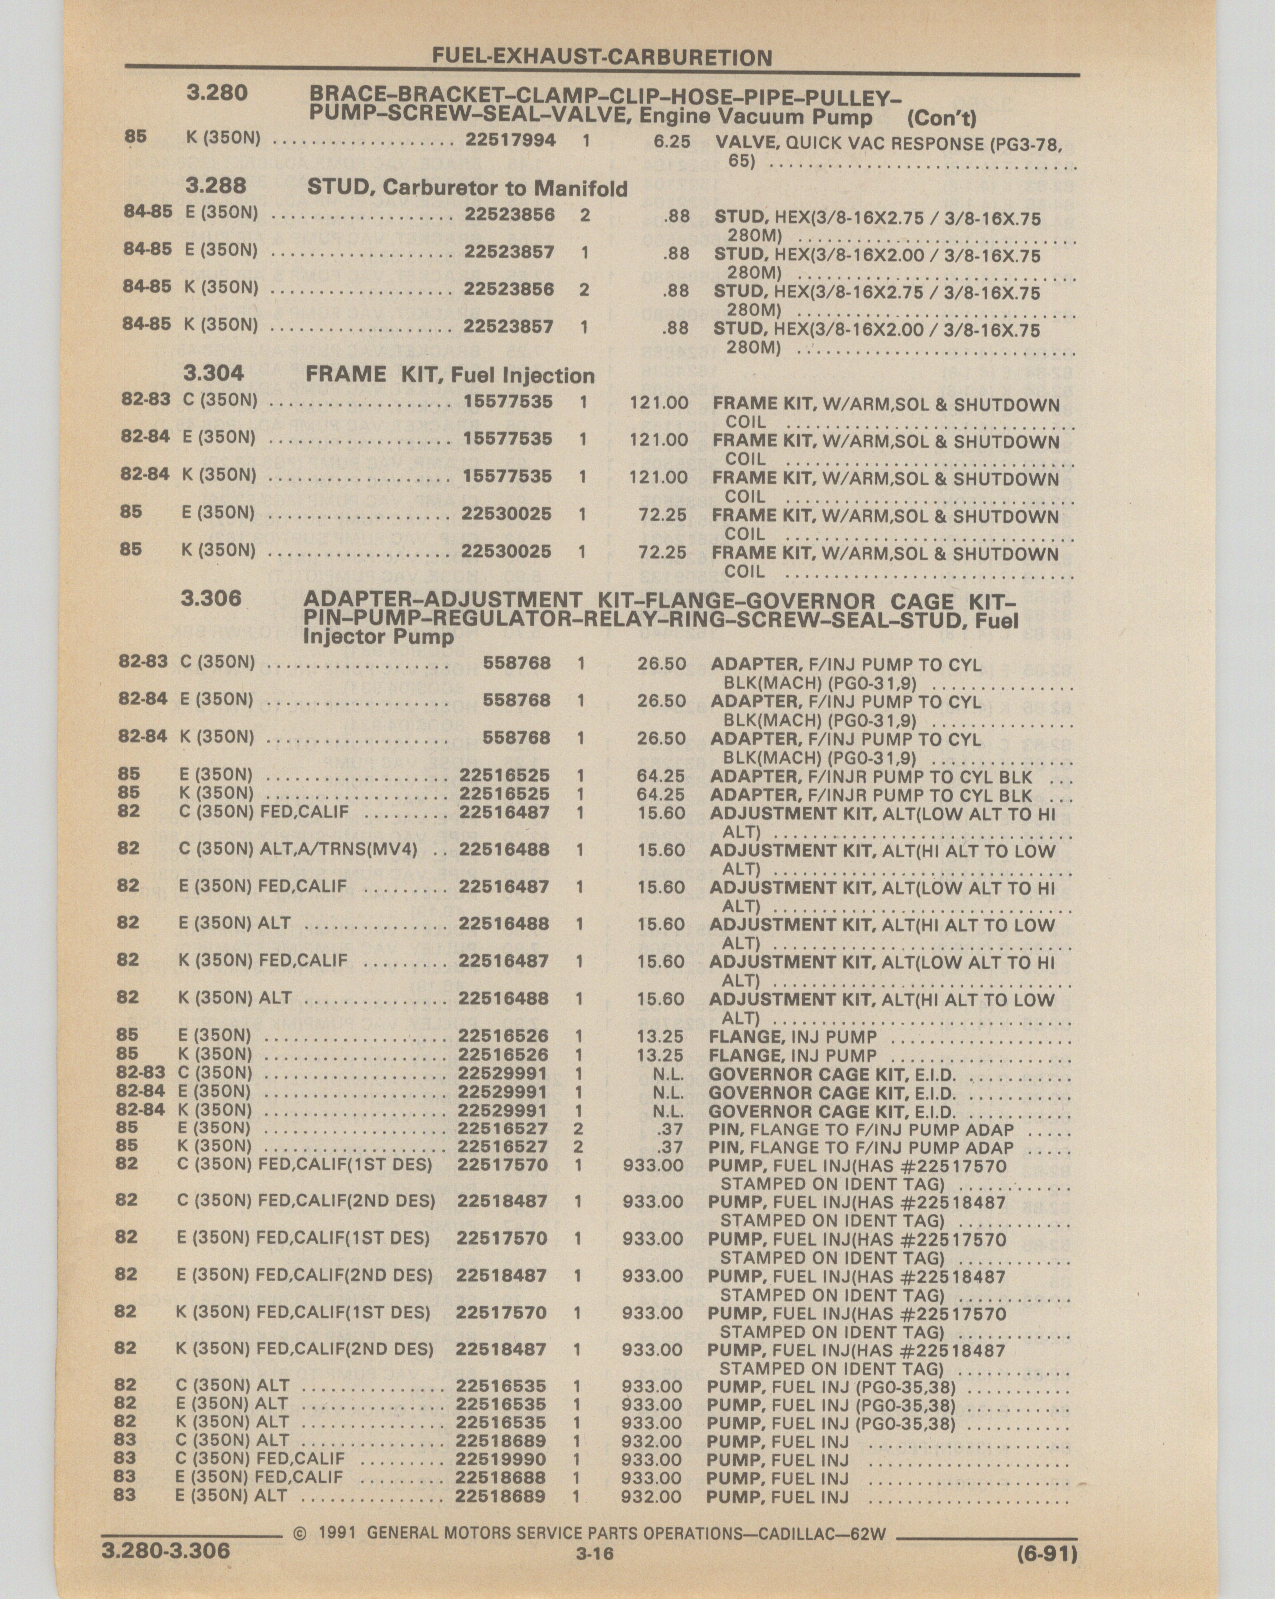 FUEL-EXHAUST-CARBURETION
3.280 BRACE–BRACKET–CLAMP–CLIP–HOSE–PIPE–PULLEY–
PUMP–SCREW–SEAL–VALVE, Engine Vacuum Pump (Con't)
85 K (350N) ................... 22517994 1 6.25 VALVE, QUICK VAC RESPONSE (PG3-78,
65) ..............................
3.288 STUD, Carburetor to Manifold
84-85 E (350N) ................... 22523856 2 .88 STUD, HEX(3/8-16X2.75 / 3/8-16X.75
280M) ...........................
84-85 E (350N) ................... 22523857 1 .88 STUD, HEX(3/8-16X2.00 / 3/8-16X.75
280M) ...........................
84-85 K (350N) ................... 22523856 2 .88 STUD, HEX(3/8-16X2.75 / 3/8-16X.75
280M) ...........................
84-85 K (350N) ................... 22523857 1 .88 STUD, HEX(3/8-16X2.00 / 3/8-16X.75
280M) ...........................
3.304 FRAME KIT, Fuel Injection
82-83 C (350N) ................... 15577535 1 121.00 FRAME KIT, W/ARM,SOL & SHUTDOWN
COIL ............................
82-84 E (350N) ................... 15577535 1 121.00 FRAME KIT, W/ARM,SOL & SHUTDOWN
COIL ............................
82-84 K (350N) ................... 15577535 1 121.00 FRAME KIT, W/ARM,SOL & SHUTDOWN
COIL ............................
85 E (350N) ................... 22530025 1 72.25 FRAME KIT, W/ARM,SOL & SHUTDOWN
COIL ............................
85 K (350N) ................... 22530025 1 72.25 FRAME KIT, W/ARM,SOL & SHUTDOWN
COIL ............................
3.306 ADAPTER–ADJUSTMENT KIT–FLANGE–GOVERNOR CAGE KIT–
PIN–PUMP–REGULATOR–RELAY–RING–SCREW–SEAL–STUD, Fuel
Injector Pump
82-83 C (350N) ................... 558768 1 26.50 ADAPTER, F/INJ PUMP TO CYL
BLK(MACH) (PG0-31,9) ..............
82-84 E (350N) ................... 558768 1 26.50 ADAPTER, F/INJ PUMP TO CYL
BLK(MACH) (PG0-31,9) ..............
82-84 K (350N) ................... 558768 1 26.50 ADAPTER, F/INJ PUMP TO CYL
BLK(MACH) (PG0-31,9) ..............
85 E (350N) ................... 22516525 1 64.25 ADAPTER, F/INJR PUMP TO CYL BLK ...
85 K (350N) ................... 22516525 1 64.25 ADAPTER, F/INJR PUMP TO CYL BLK ...
82 C (350N) FED,CALIF ......... 22516487 1 15.60 ADJUSTMENT KIT, ALT(LOW ALT TO HI
ALT) .............................
82 C (350N) ALT,A/TRNS(MV4) .. 22516488 1 15.60 ADJUSTMENT KIT, ALT(HI ALT TO LOW
ALT) .............................
82 E (350N) FED,CALIF ......... 22516487 1 15.60 ADJUSTMENT KIT, ALT(LOW ALT TO HI
ALT) .............................
82 E (350N) ALT ............... 22516488 1 15.60 ADJUSTMENT KIT, ALT(HI ALT TO LOW
ALT) .............................
82 K (350N) FED,CALIF ......... 22516487 1 15.60 ADJUSTMENT KIT, ALT(LOW ALT TO HI
ALT) .............................
82 K (350N) ALT ............... 22516488 1 15.60 ADJUSTMENT KIT, ALT(HI ALT TO LOW
ALT) .............................
85 E (350N) ................... 22516526 1 13.25 FLANGE, INJ PUMP ..................
85 K (350N) ................... 22516526 1 13.25 FLANGE, INJ PUMP ..................
82-83 C (350N) ................... 22529991 1 N.L. GOVERNOR CAGE KIT, E.I.D. ..........
82-84 E (350N) ................... 22529991 1 N.L. GOVERNOR CAGE KIT, E.I.D. ..........
82-84 K (350N) ................... 22529991 1 N.L. GOVERNOR CAGE KIT, E.I.D. ..........
85 E (350N) ................... 22516527 2 .37 PIN, FLANGE TO F/INJ PUMP ADAP .....
85 K (350N) ................... 22516527 2 .37 PIN, FLANGE TO F/INJ PUMP ADAP .....
82 C (350N) FED,CALIF(1ST DES) 22517570 1 933.00 PUMP, FUEL INJ(HAS #22517570
STAMPED ON IDENT TAG) ...........
82 C (350N) FED,CALIF(2ND DES) 22518487 1 933.00 PUMP, FUEL INJ(HAS #22518487
STAMPED ON IDENT TAG) ...........
82 E (350N) FED,CALIF(1ST DES) 22517570 1 933.00 PUMP, FUEL INJ(HAS #22517570
STAMPED ON IDENT TAG) ...........
82 E (350N) FED,CALIF(2ND DES) 22518487 1 933.00 PUMP, FUEL INJ(HAS #22518487
STAMPED ON IDENT TAG) ...........
82 K (350N) FED,CALIF(1ST DES) 22517570 1 933.00 PUMP, FUEL INJ(HAS #22517570
STAMPED ON IDENT TAG) ...........
82 K (350N) FED,CALIF(2ND DES) 22518487 1 933.00 PUMP, FUEL INJ(HAS #22518487
STAMPED ON IDENT TAG) ...........
82 C (350N) ALT ............... 22516535 1 933.00 PUMP, FUEL INJ (PG0-35,38) ..........
82 E (350N) ALT ............... 22516535 1 933.00 PUMP, FUEL INJ (PG0-35,38) ..........
82 K (350N) ALT ............... 22516535 1 933.00 PUMP, FUEL INJ (PG0-35,38) ..........
83 C (350N) ALT ............... 22518689 1 932.00 PUMP, FUEL INJ ....................
83 C (350N) FED,CALIF ......... 22519990 1 933.00 PUMP, FUEL INJ ....................
83 E (350N) FED,CALIF ......... 22518688 1 933.00 PUMP, FUEL INJ ....................
83 E (350N) ALT ............... 22518689 1 932.00 PUMP, FUEL INJ ....................
© 1991 GENERAL MOTORS SERVICE PARTS OPERATIONS—CADILLAC—62W
3.280-3.306 3-16 (6-91)